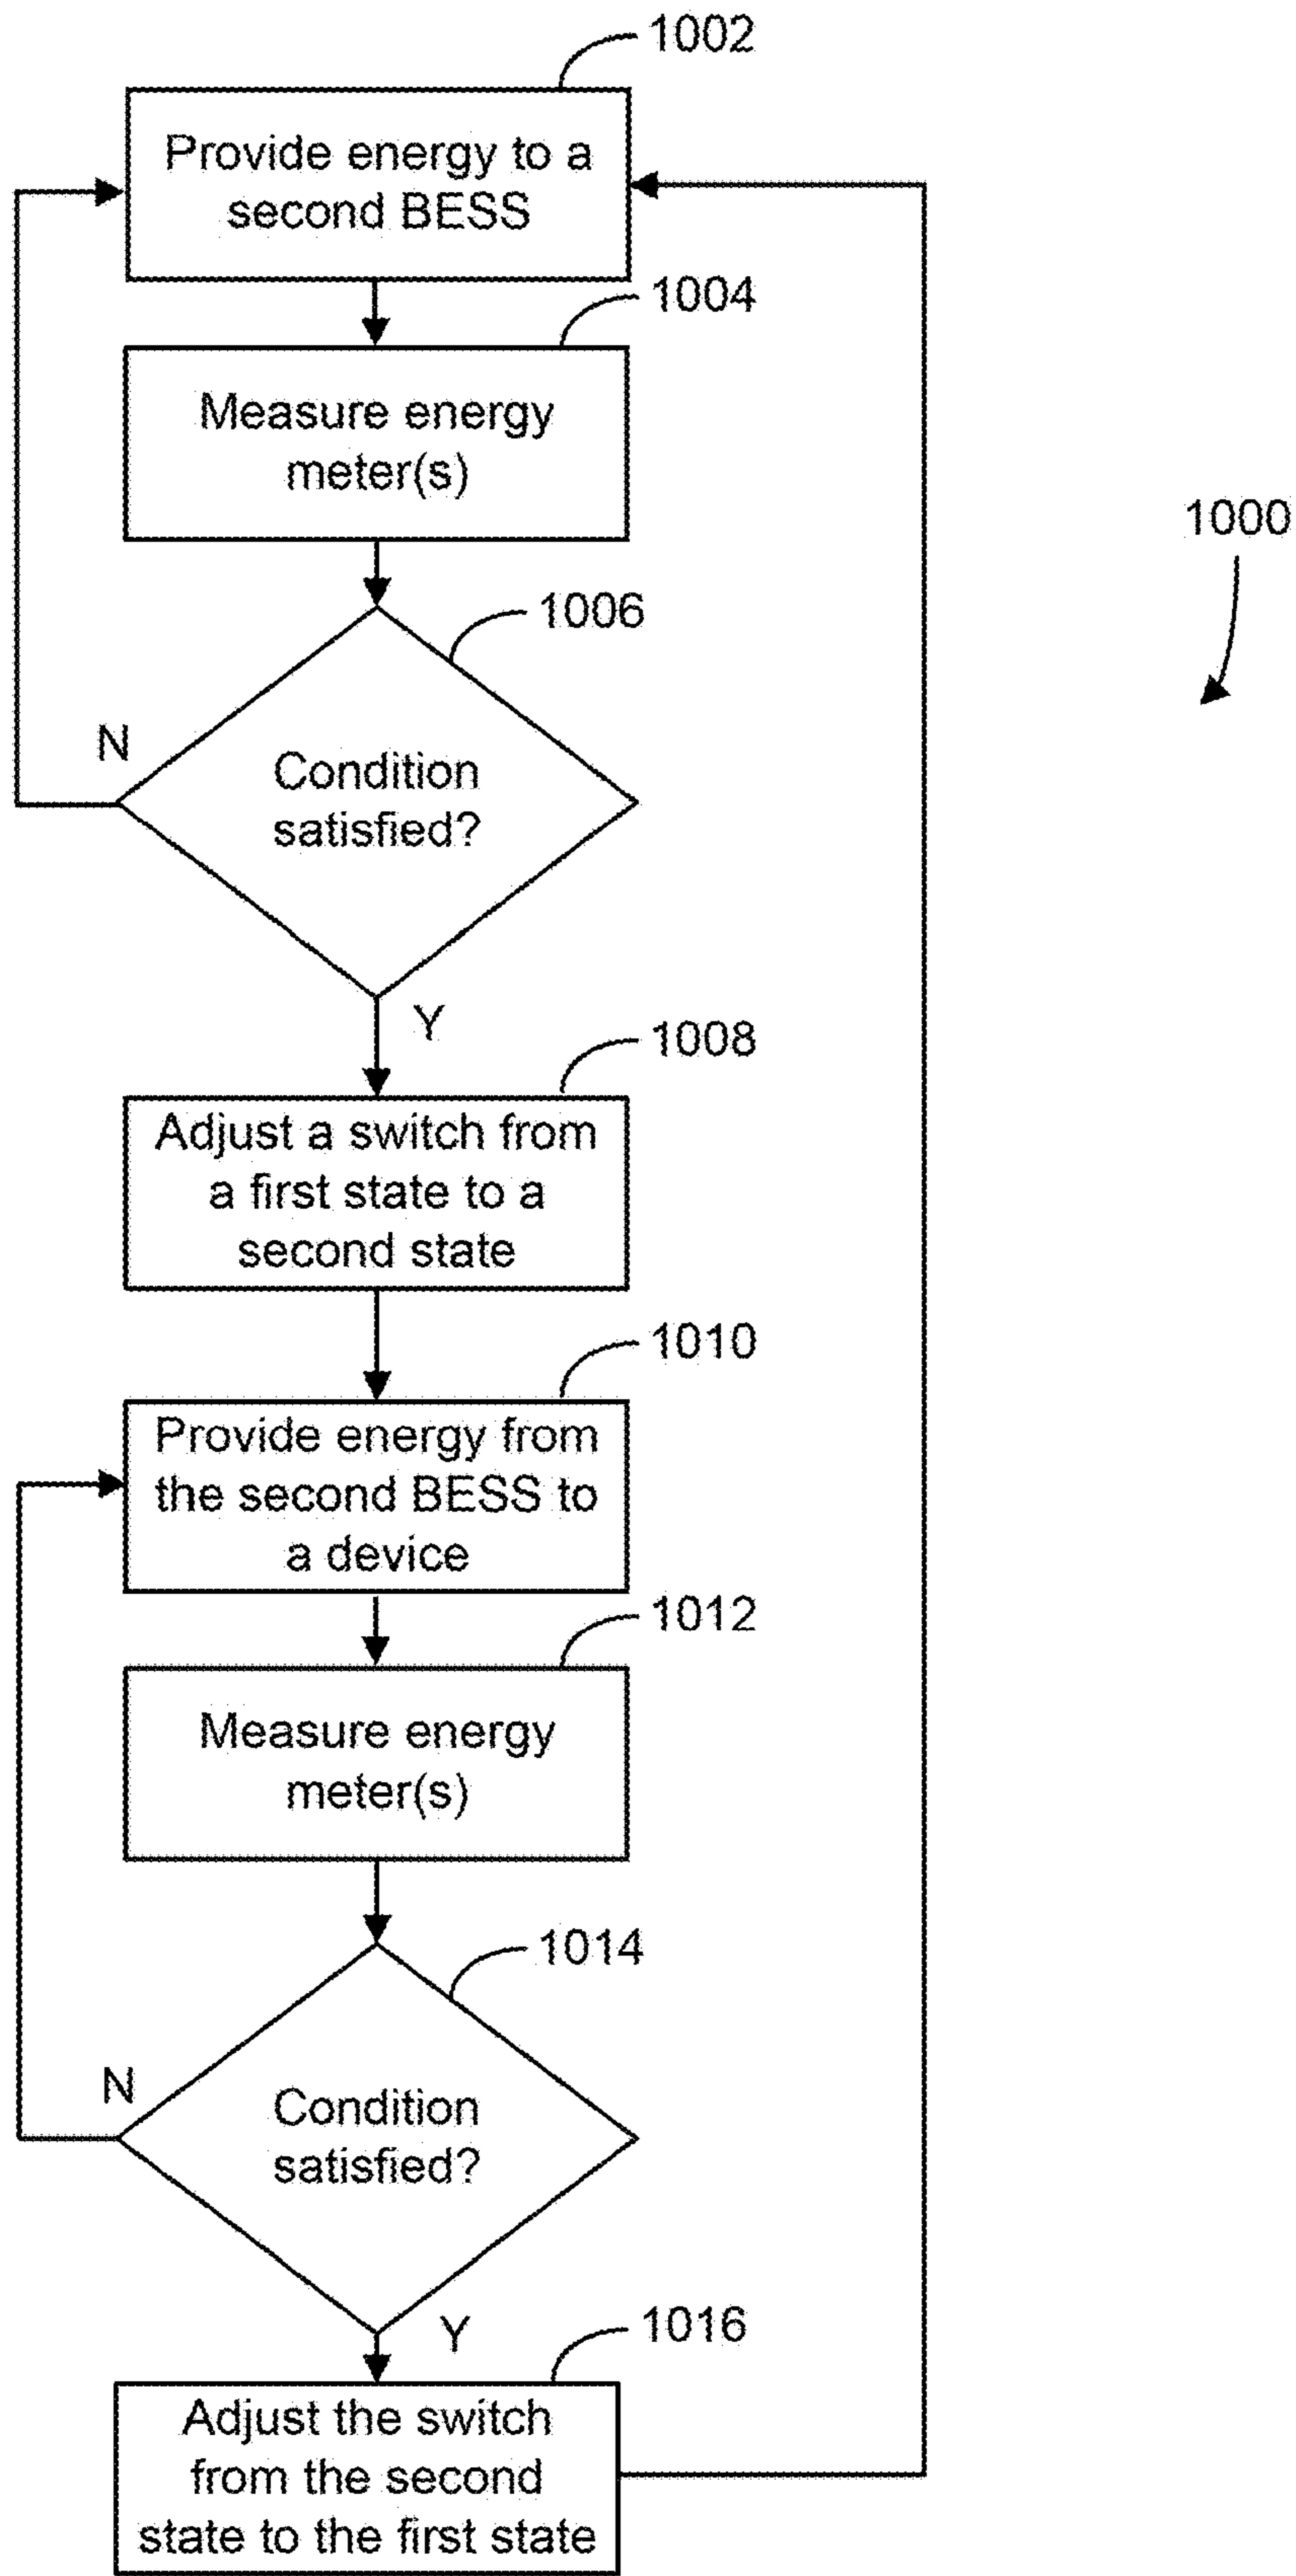 1002
Provide energy to a
second BESS
1004
Measure energy
meter(s)
1000
1006
N
Condition
satisfied?
Y
1008
Adjust a switch from
a first state to a
second state
1010
Provide energy from
the second BESS to
a device
1012
Measure energy
meter(s)
1014
N
Condition
satisfied?
Y
1016
Adjust the switch
from the second
state to the first state